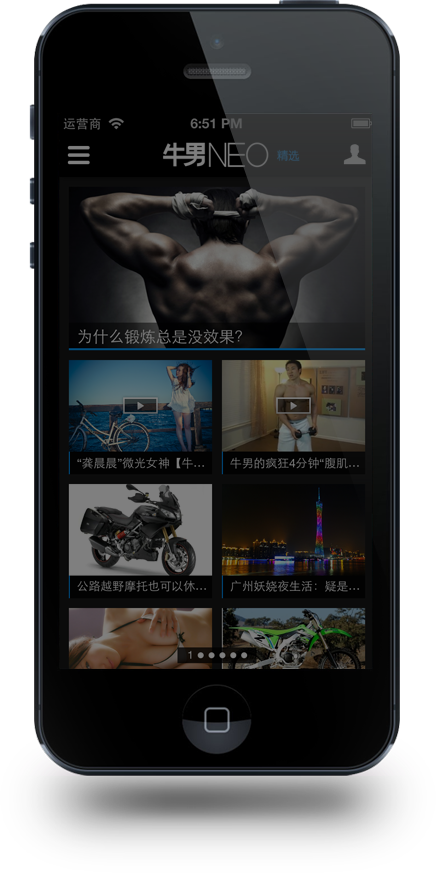 运营商 6:51 PM
牛男NEO 精选
为什么锻炼总是没效果?
“龚晨晨”微光女神【牛...
牛男的疯狂4分钟“腹肌...
公路越野摩托也可以休...
广州妖娆夜生活：疑是...
1